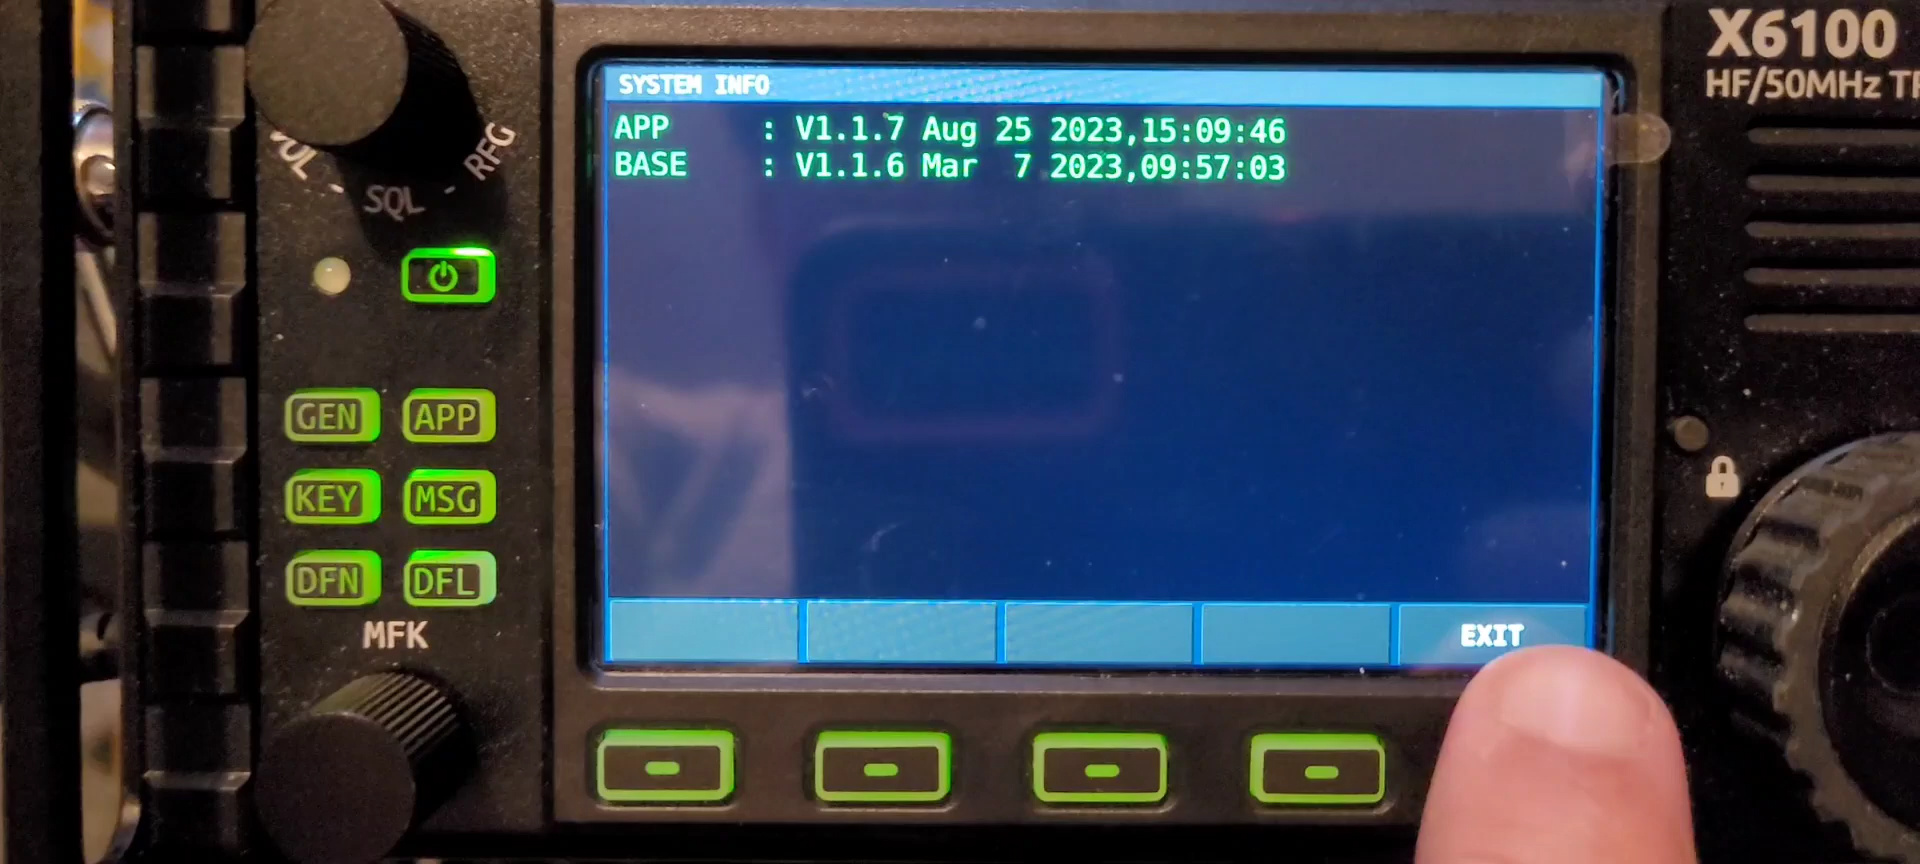 X6100
HF/50MHz
SYSTEM INFO
APP : V1.1.7 Aug 25 2023,15:09:46
BASE : V1.1.6 Mar 7 2023,09:57:03
VOL - SQL - RFG
GEN APP
KEY MSG
DFN DFL
MFK
EXIT